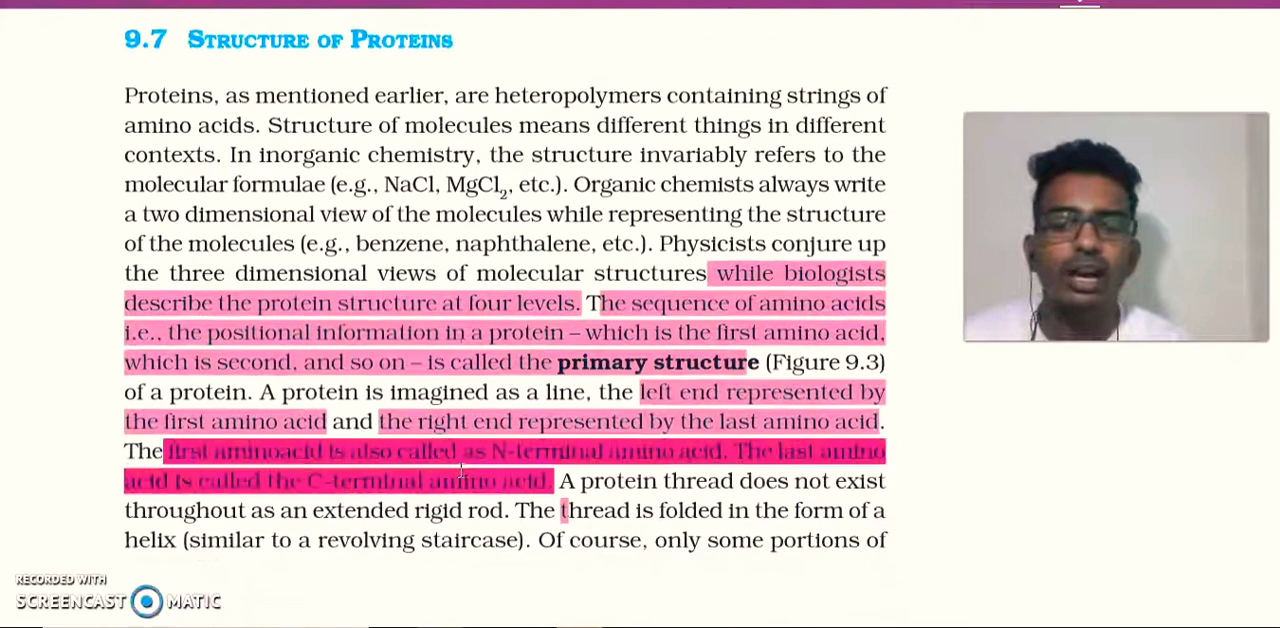 9.7 STRUCTURE OF PROTEINS
Proteins, as mentioned earlier, are heteropolymers containing strings of
amino acids. Structure of molecules means different things in different
contexts. In inorganic chemistry, the structure invariably refers to the
molecular formulae (e.g., NaCl, MgCl₂, etc.). Organic chemists always write
a two dimensional view of the molecules while representing the structure
of the molecules (e.g., benzene, naphthalene, etc.). Physicists conjure up
the three dimensional views of molecular structures while biologists
describe the protein structure at four levels. The sequence of amino acids
i.e., the positional information in a protein – which is the first amino acid,
which is second, and so on – is called the primary structure (Figure 9.3)
of a protein. A protein is imagined as a line, the left end represented by
the first amino acid and the right end represented by the last amino acid.
The first aminoacid is also called as N-terminal amino acid. The last amino
acid is called the C-terminal amino acid. A protein thread does not exist
throughout as an extended rigid rod. The thread is folded in the form of a
helix (similar to a revolving staircase). Of course, only some portions of
RECORDED WITH
SCREENCAST MATIC